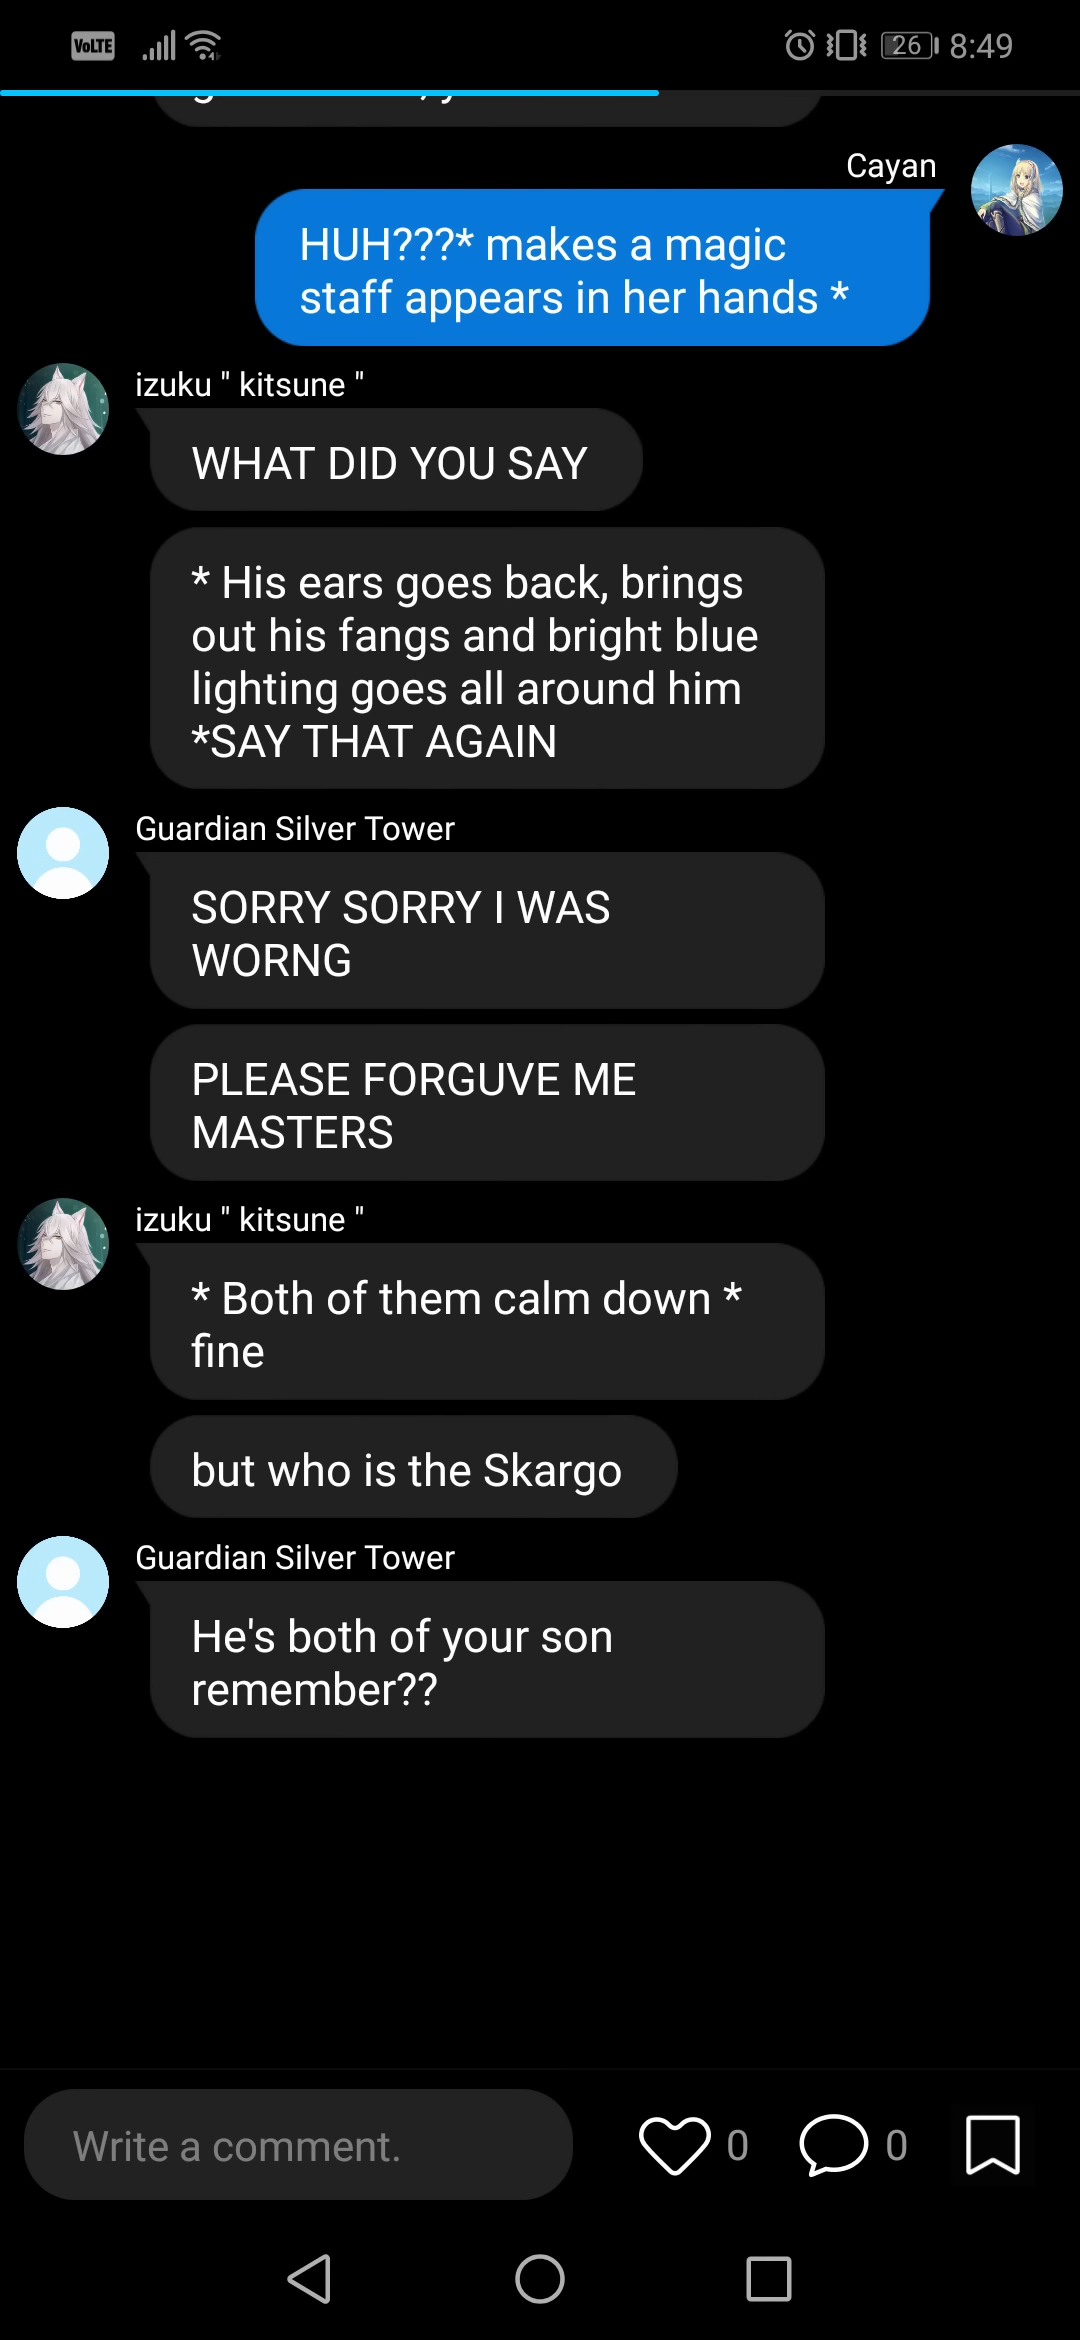 VoLTE 26 8:49
Cayan
HUH???* makes a magic
staff appears in her hands *
izuku " kitsune "
WHAT DID YOU SAY
* His ears goes back, brings
out his fangs and bright blue
lighting goes all around him
*SAY THAT AGAIN
Guardian Silver Tower
SORRY SORRY I WAS
WORNG
PLEASE FORGUVE ME
MASTERS
izuku " kitsune "
* Both of them calm down *
fine
but who is the Skargo
Guardian Silver Tower
He's both of your son
remember??
Write a comment.
0
0